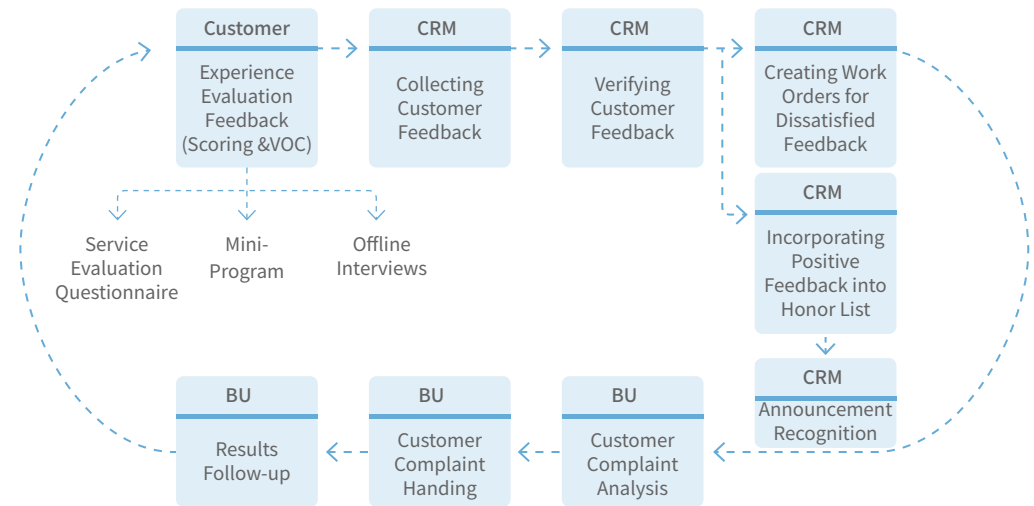 Customer
Experience
Evaluation
Feedback
(Scoring &VOC)
CRM
Collecting
Customer
Feedback
CRM
Verifying
Customer
Feedback
CRM
Creating Work
Orders for
Dissatisfied
Feedback
Service
Evaluation
Questionnaire
Mini-
Program
Offline
Interviews
CRM
Incorporating
Positive
Feedback into
Honor List
CRM
Announcement
Recognition
BU
Customer
Complaint
Analysis
BU
Customer
Complaint
Handing
BU
Results
Follow-up